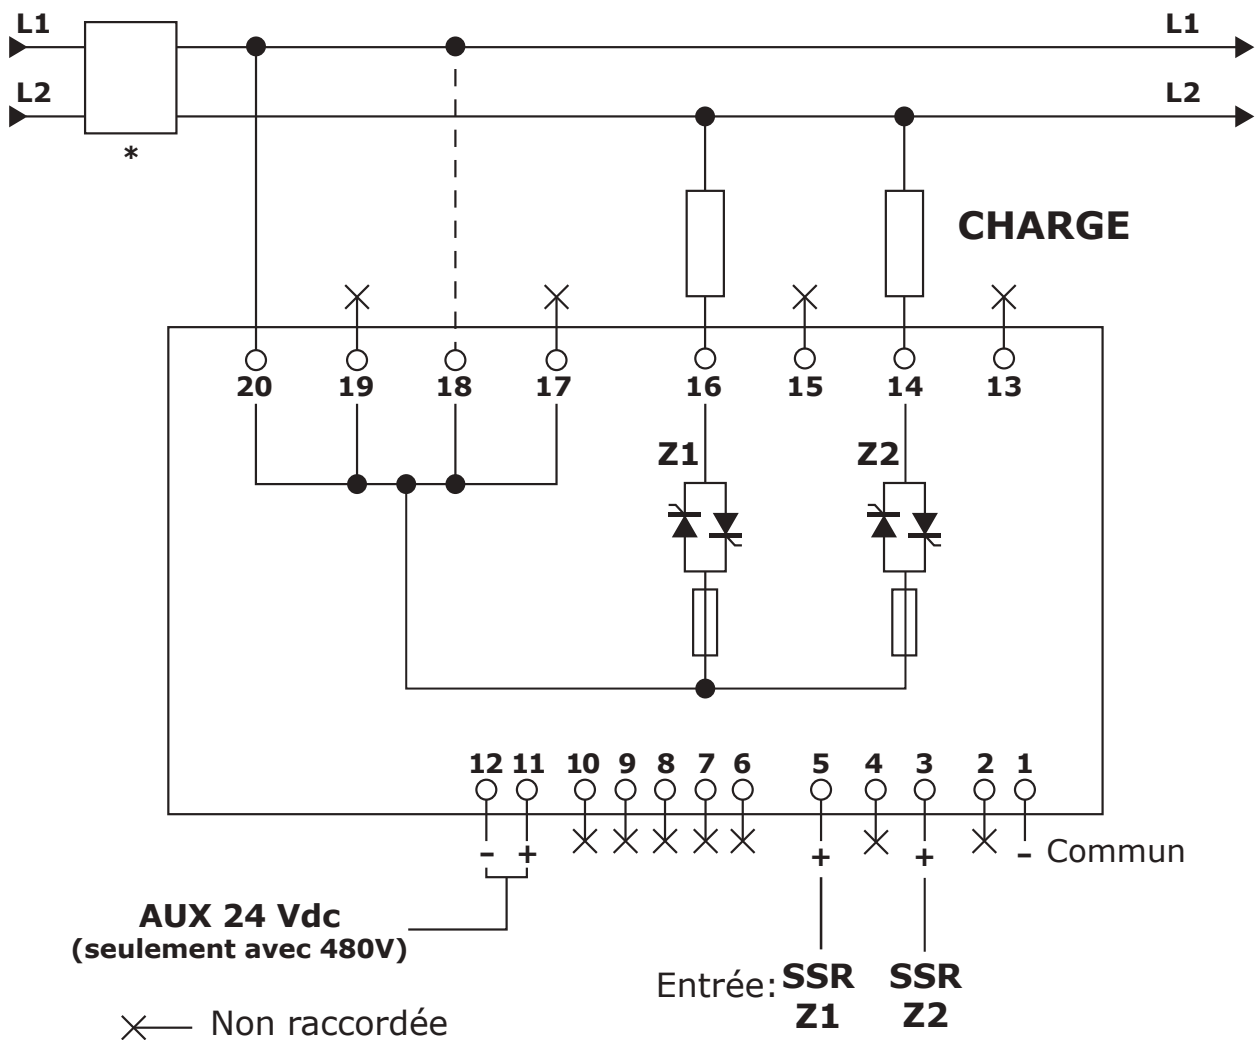 L1 L1
L2 L2
*
CHARGE
20 19 18 17 16 15 14 13
Z1 Z2
12 11 10 9 8 7 6 5 4 3 2 1
- + + + - Commun
AUX 24 Vdc
(seulement avec 480V)
Entrée: SSR SSR
Z1 Z2
Non raccordée